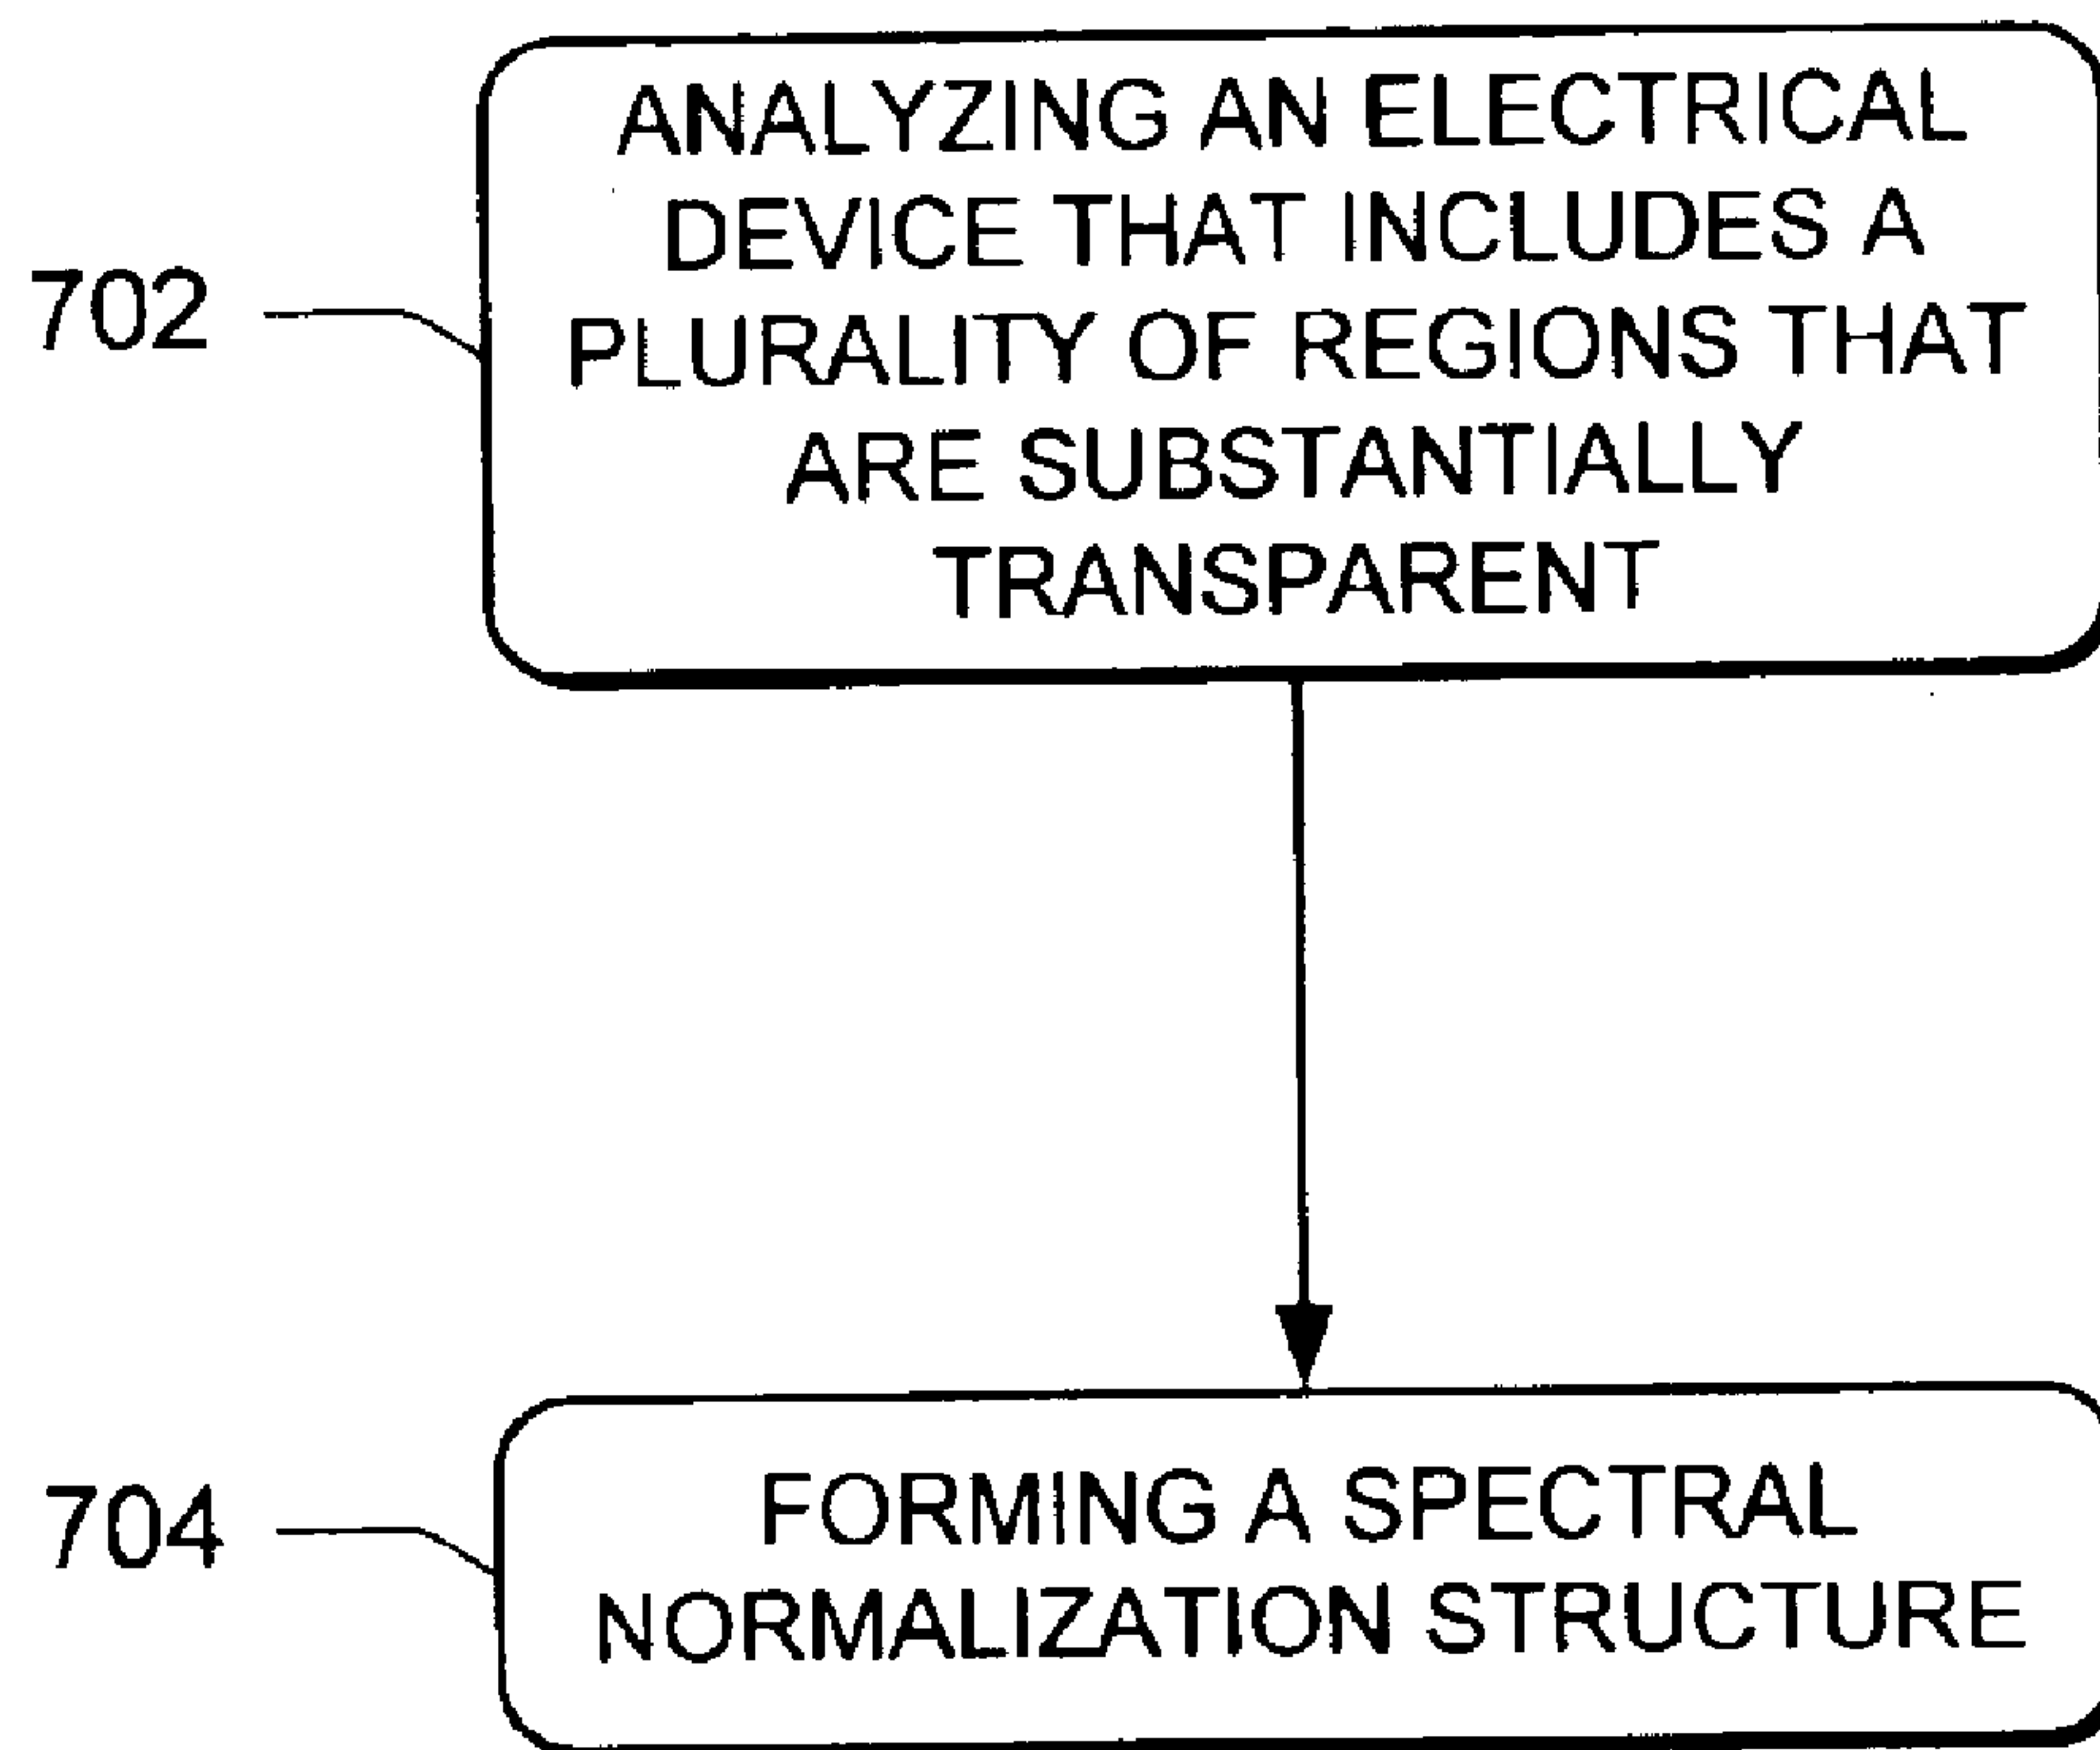 ANALYZING AN ELECTRICAL
DEVICE THAT INCLUDES A
702
PLURALITY OF REGIONS THAT
ARE SUBSTANTIALLY
TRANSPARENT
704
FORMING A SPECTRAL
NORMALIZATION STRUCTURE